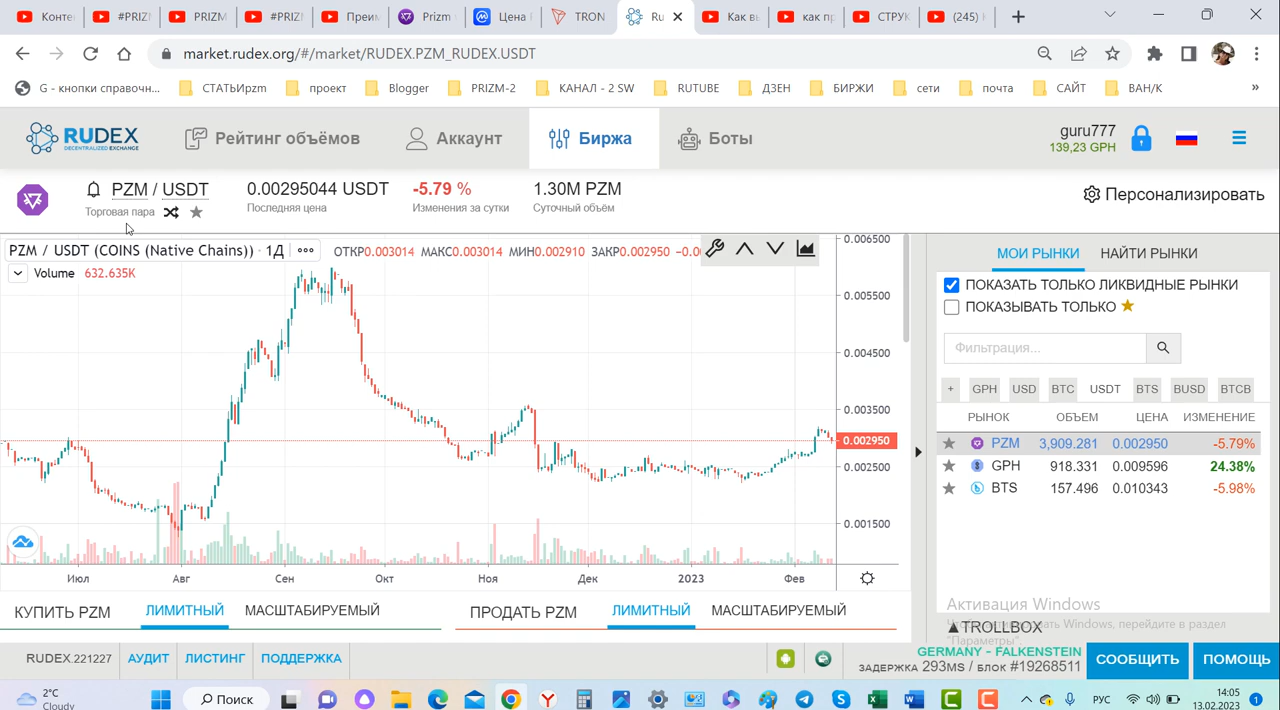 Конте
#PRIZ
PRIZM
#PRIZ
Преим
Prizm
Цена
TRON
Ru
Как вы
как пр
СТРУК
(245)
market.rudex.org/#/market/RUDEX.PZM_RUDEX.USDT
G - кнопки справочн...
СТАТЬИpzm
проект
Blogger
PRIZM-2
КАНАЛ - 2 SW
RUTUBE
ДЗЕН
БИРЖИ
сети
почта
САЙТ
ВАН/К
»
RUDEX
DECENTRALIZED EXCHANGE
Рейтинг объёмов
Аккаунт
Биржа
Боты
guru777
139,23 GPH
PZM / USDT
Торговая пара
0.00295044 USDT
Последняя цена
-5.79 %
Изменения за сутки
1.30M PZM
Суточный объём
Персонализировать
PZM / USDT (COINS (Native Chains)) · 1Д
ОТКР0.003014 МАКС0.003014 МИН0.002910 ЗАКР0.002950 −0.0
Volume 632.635K
0.006500
0.005500
0.004500
0.003500
0.002950
0.002500
0.001500
Июл Авг Сен Окт Ноя Дек 2023 Фев
МОИ РЫНКИ НАЙТИ РЫНКИ
ПОКАЗАТЬ ТОЛЬКО ЛИКВИДНЫЕ РЫНКИ
ПОКАЗЫВАТЬ ТОЛЬКО
Фильтрация...
+ GPH USD BTC USDT BTS BUSD BTCB
РЫНОК ОБЪЕМ ЦЕНА ИЗМЕНЕНИЕ
PZM 3,909.281 0.002950 -5.79%
GPH 918.331 0.009596 24.38%
BTS 157.496 0.010343 -5.98%
Активация Windows
Чтобы активировать Windows, перейдите в раздел
"Параметры".
▲TROLLBOX
КУПИТЬ PZM ЛИМИТНЫЙ МАСШТАБИРУЕМЫЙ
ПРОДАТЬ PZM ЛИМИТНЫЙ МАСШТАБИРУЕМЫЙ
RUDEX.221227 АУДИТ ЛИСТИНГ ПОДДЕРЖКА
GERMANY - FALKENSTEIN
ЗАДЕРЖКА 293MS / БЛОК #19268511
СООБЩИТЬ
ПОМОЩЬ
2°C
Cloudy
Поиск
РУС
14:05
13.02.2023
1